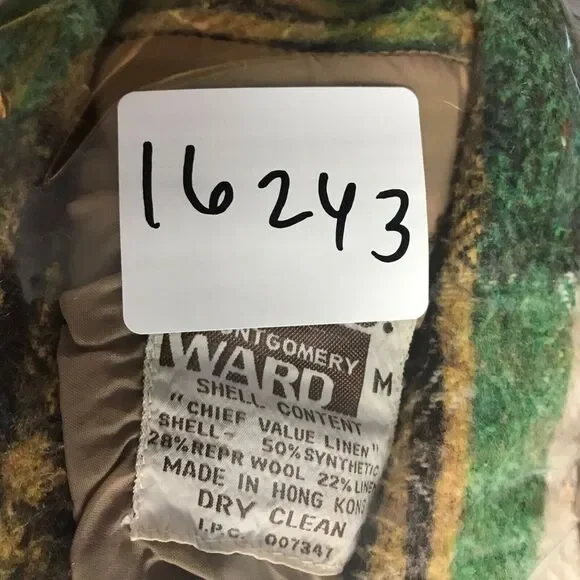 16243
MONTGOMERY
WARD
M
SHELL CONTENT
"CHIEF VALUE LINEN"
SHELL- 50% SYNTHETIC
28% REPR WOOL 22% LINEN
MADE IN HONG KONG
DRY CLEAN
I.P.C. 007347